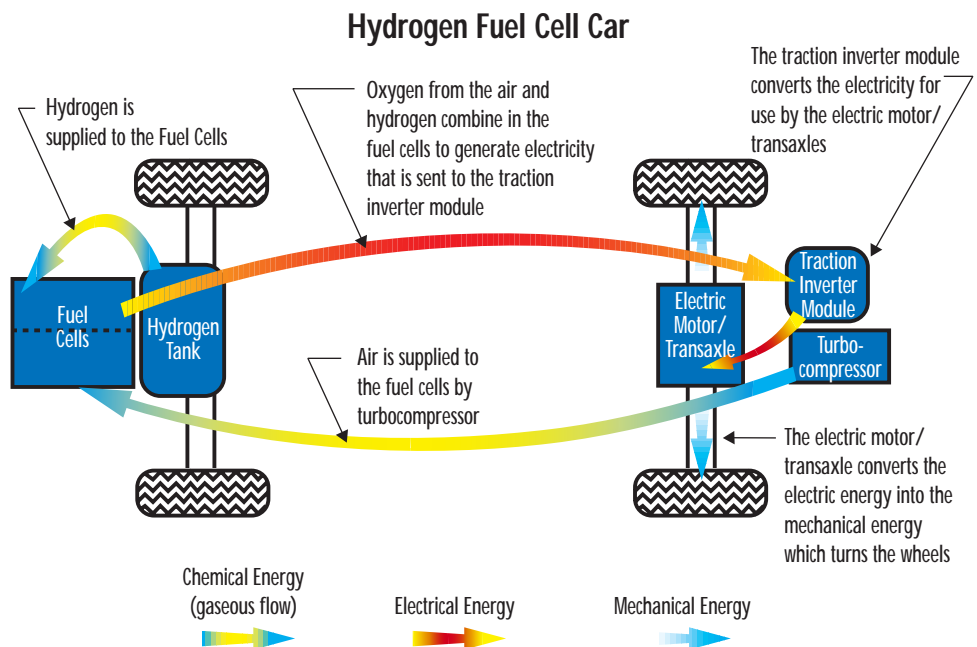 Hydrogen Fuel Cell Car
Hydrogen is
supplied to the Fuel Cells
Oxygen from the air and
hydrogen combine in the
fuel cells to generate electricity
that is sent to the traction
inverter module
The traction inverter module
converts the electricity for
use by the electric motor/
transaxles
Fuel
Cells
Hydrogen
Tank
Electric
Motor/
Transaxle
Traction
Inverter
Module
Turbo-
compressor
Air is supplied to
the fuel cells by
turbocompressor
The electric motor/
transaxle converts the
electric energy into the
mechanical energy
which turns the wheels
Chemical Energy
(gaseous flow)
Electrical Energy
Mechanical Energy